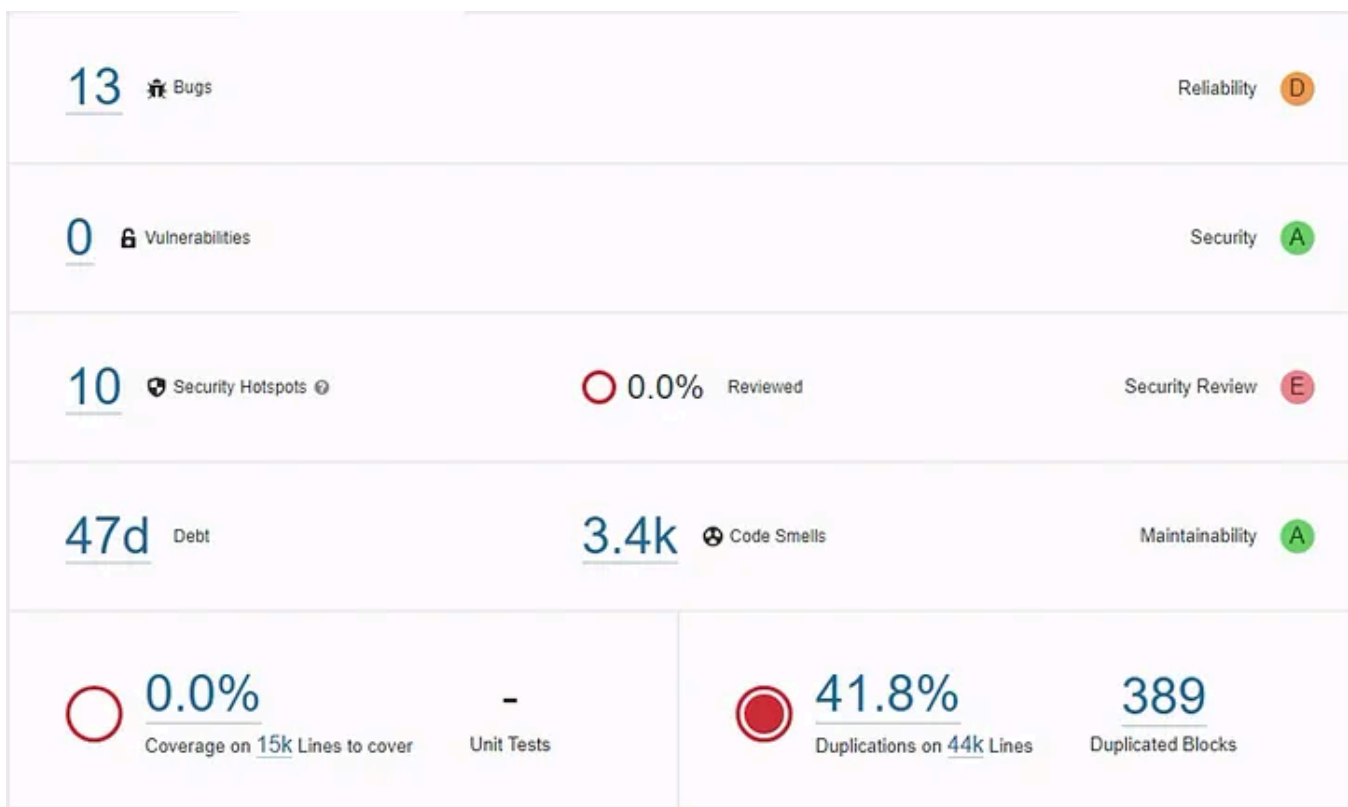 13 Bugs Reliability D
0 Vulnerabilities Security A
10 Security Hotspots ? 0.0% Reviewed Security Review E
47d Debt 3.4k Code Smells Maintainability A
0.0% - 41.8% 389
Coverage on 15k Lines to cover Unit Tests Duplications on 44k Lines Duplicated Blocks